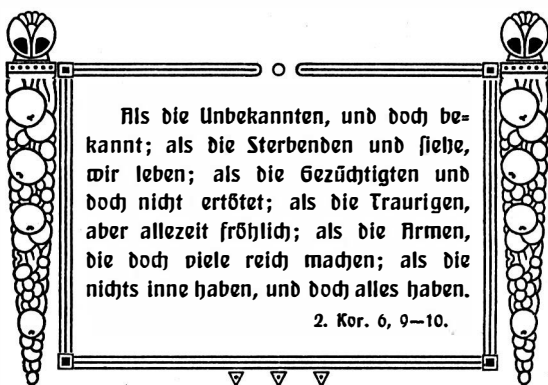 Als die Unbekannten, und doch be=
kannt; als die Sterbenden und siehe,
wir leben; als die Gezüchtigten und
doch nicht ertötet; als die Traurigen,
aber allezeit fröhlich; als die Armen,
die doch viele reich machen; als die
nichts inne haben, und doch alles haben.
2. Kor. 6, 9—10.